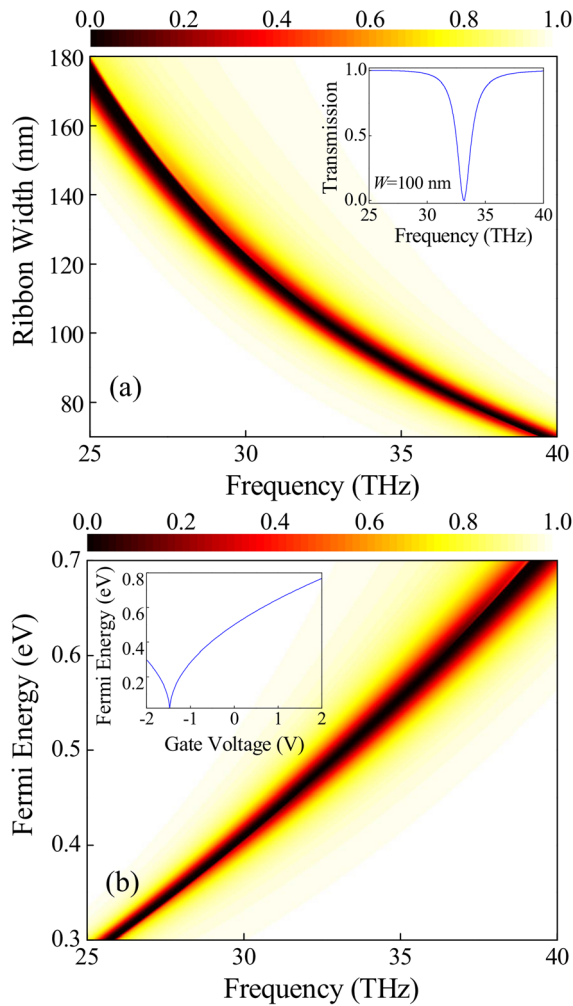 0.0 0.2 0.4 0.6 0.8 1.0
180
160
140
120
100
80
Ribbon Width (nm)
1.0
0.5
0.0
Transmission
W=100 nm
25 30 35 40
Frequency (THz)
(a)
25 30 35 40
Frequency (THz)
0.0 0.2 0.4 0.6 0.8 1.0
0.7
0.6
0.5
0.4
0.3
Fermi Energy (eV)
0.8
0.6
0.4
0.2
Fermi Energy (eV)
-2 -1 0 1 2
Gate Voltage (V)
(b)
25 30 35 40
Frequency (THz)